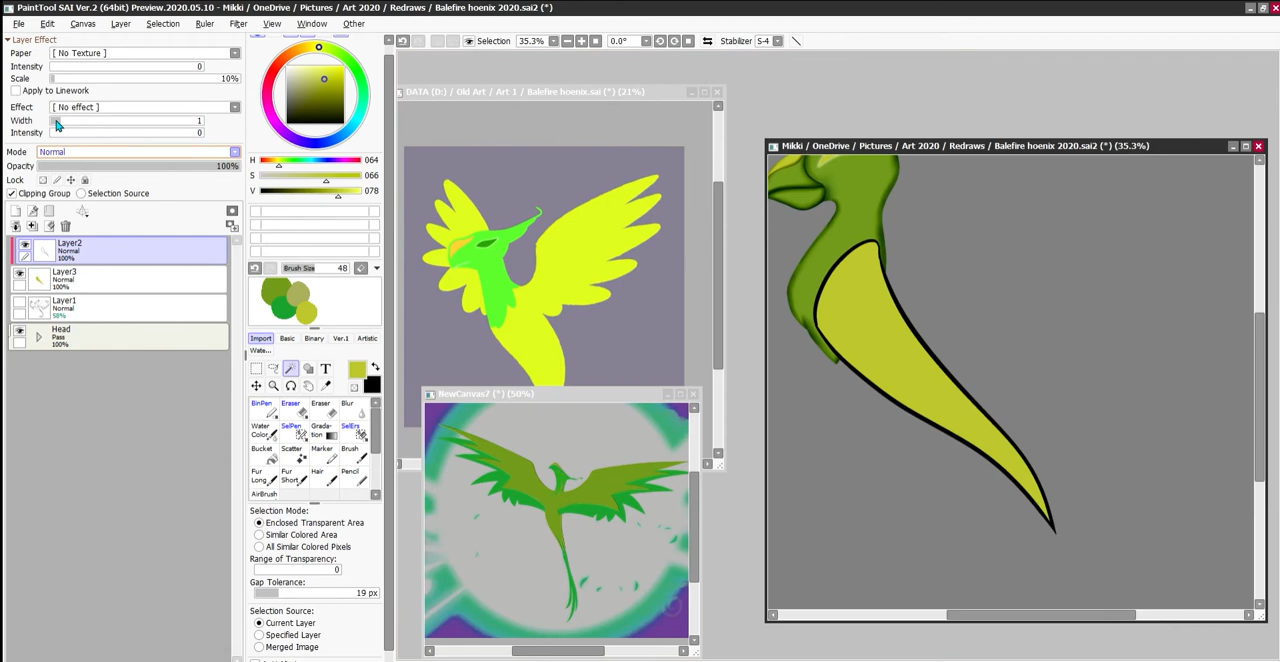 PaintTool SAI Ver.2 (64bit) Preview.2020.05.10 - Mikki / OneDrive / Pictures / Art 2020 / Redraws / Balefire hoenix 2020.sai2 (*)
File Edit Canvas Layer Selection Ruler Filter View Window Other
Layer Effect
Paper [ No Texture ]
Intensity 0
Scale 10%
Apply to Linework
Effect [ No effect ]
Width 1
Intensity 0
Mode Normal
Opacity 100%
Lock
Clipping Group Selection Source
Layer2
Normal
100%
Layer3
Normal
100%
Layer1
Normal
58%
Head
Pass
100%
H 064
S 066
V 078
Brush Size 48
Import Basic Binary Ver.1 Artistic
Wate...
T
BinPen Eraser Eraser Blur
Water Color SelPen Grada-tion SelErs
Bucket Scatter Marker Brush
Fur Long Fur Short Hair Pencil
AirBrush
Selection Mode:
Enclosed Transparent Area
Similar Colored Area
All Similar Colored Pixels
Range of Transparency:
0
Gap Tolerance:
19 px
Selection Source:
Current Layer
Specified Layer
Merged Image
Selection 35.3% 0.0° Stabilizer S-4
DATA (D:) / Old Art / Art 1 / Balefire hoenix.sai (*) (21%)
NewCanvas7 (*) (50%)
Mikki / OneDrive / Pictures / Art 2020 / Redraws / Balefire hoenix 2020.sai2 (*) (35.3%)